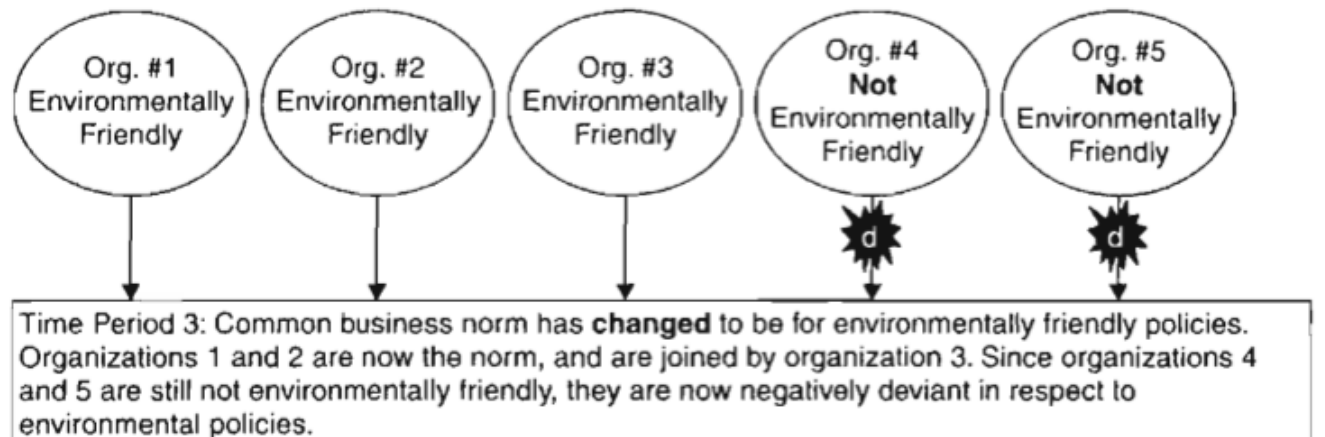 Org. #1
Environmentally
Friendly
Org. #2
Environmentally
Friendly
Org. #3
Environmentally
Friendly
Org. #4
Not
Environmentally
Friendly
Org. #5
Not
Environmentally
Friendly
d
d
Time Period 3: Common business norm has changed to be for environmentally friendly policies.
Organizations 1 and 2 are now the norm, and are joined by organization 3. Since organizations 4
and 5 are still not environmentally friendly, they are now negatively deviant in respect to
environmental policies.